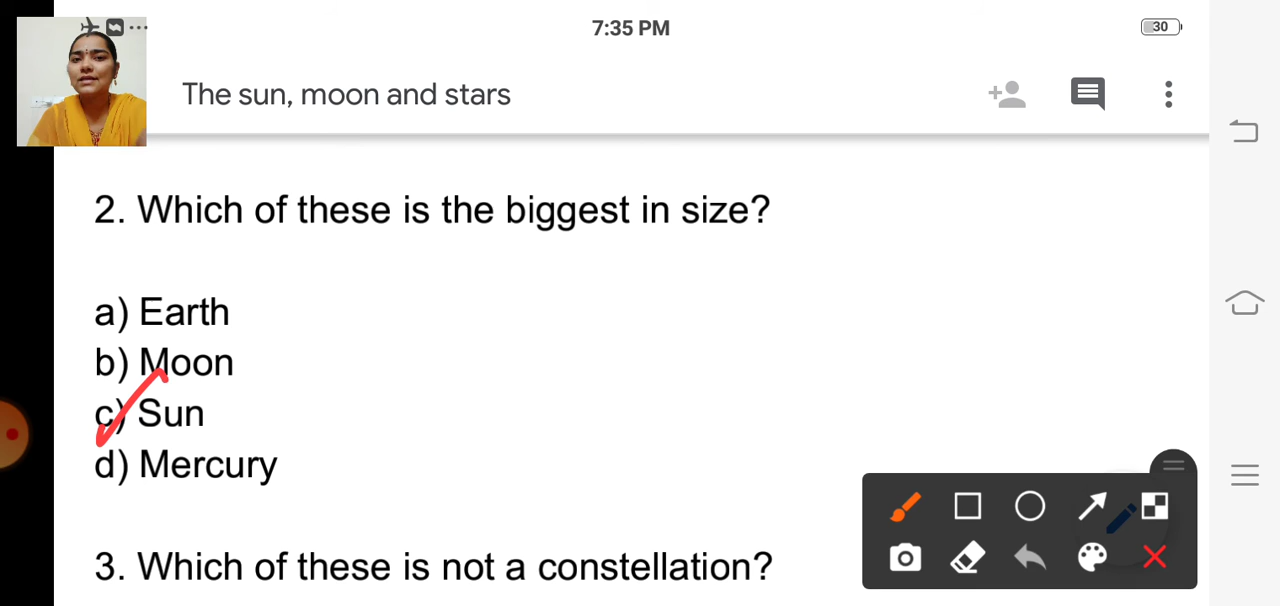 7:35 PM
30
The sun, moon and stars
2. Which of these is the biggest in size?
a) Earth
b) Moon
c) Sun
d) Mercury
3. Which of these is not a constellation?